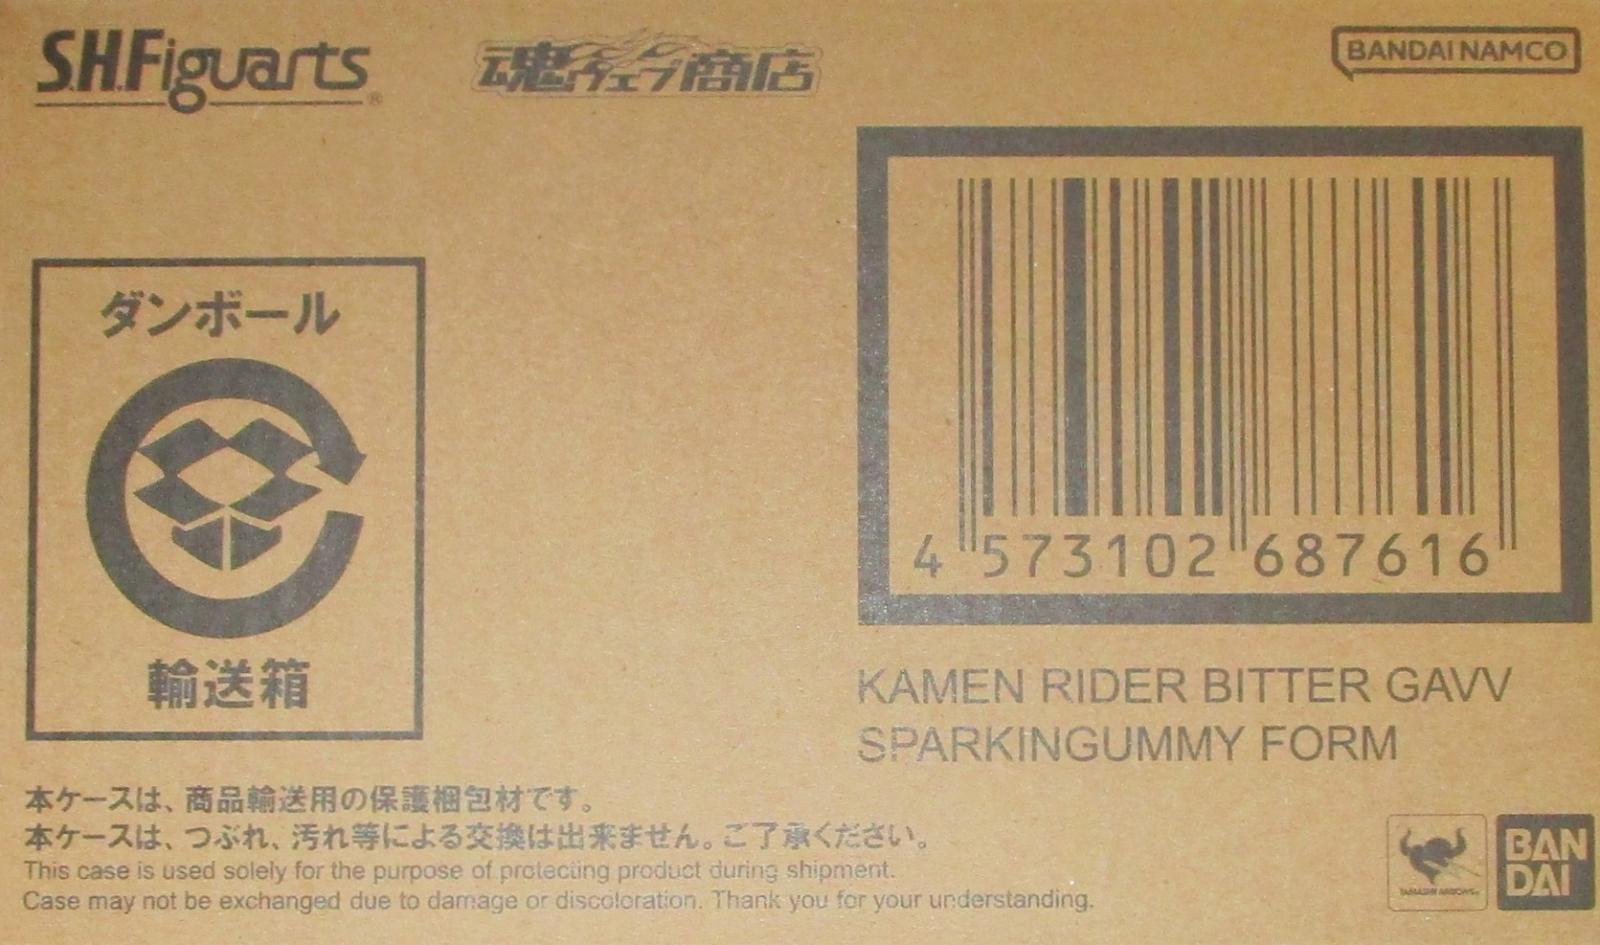 S.H.Figuarts®
魂ウェブ商店
BANDAI NAMCO
ダンボール
輸送箱
4 573102 687616
KAMEN RIDER BITTER GAVV
SPARKINGUMMY FORM
本ケースは、商品輸送用の保護梱包材です。
本ケースは、つぶれ、汚れ等による交換は出来ません。ご了承ください。
This case is used solely for the purpose of protecting product during shipment.
Case may not be exchanged due to damage or discoloration. Thank you for your understanding.
TAMASHII NATIONS
BAN
DAI